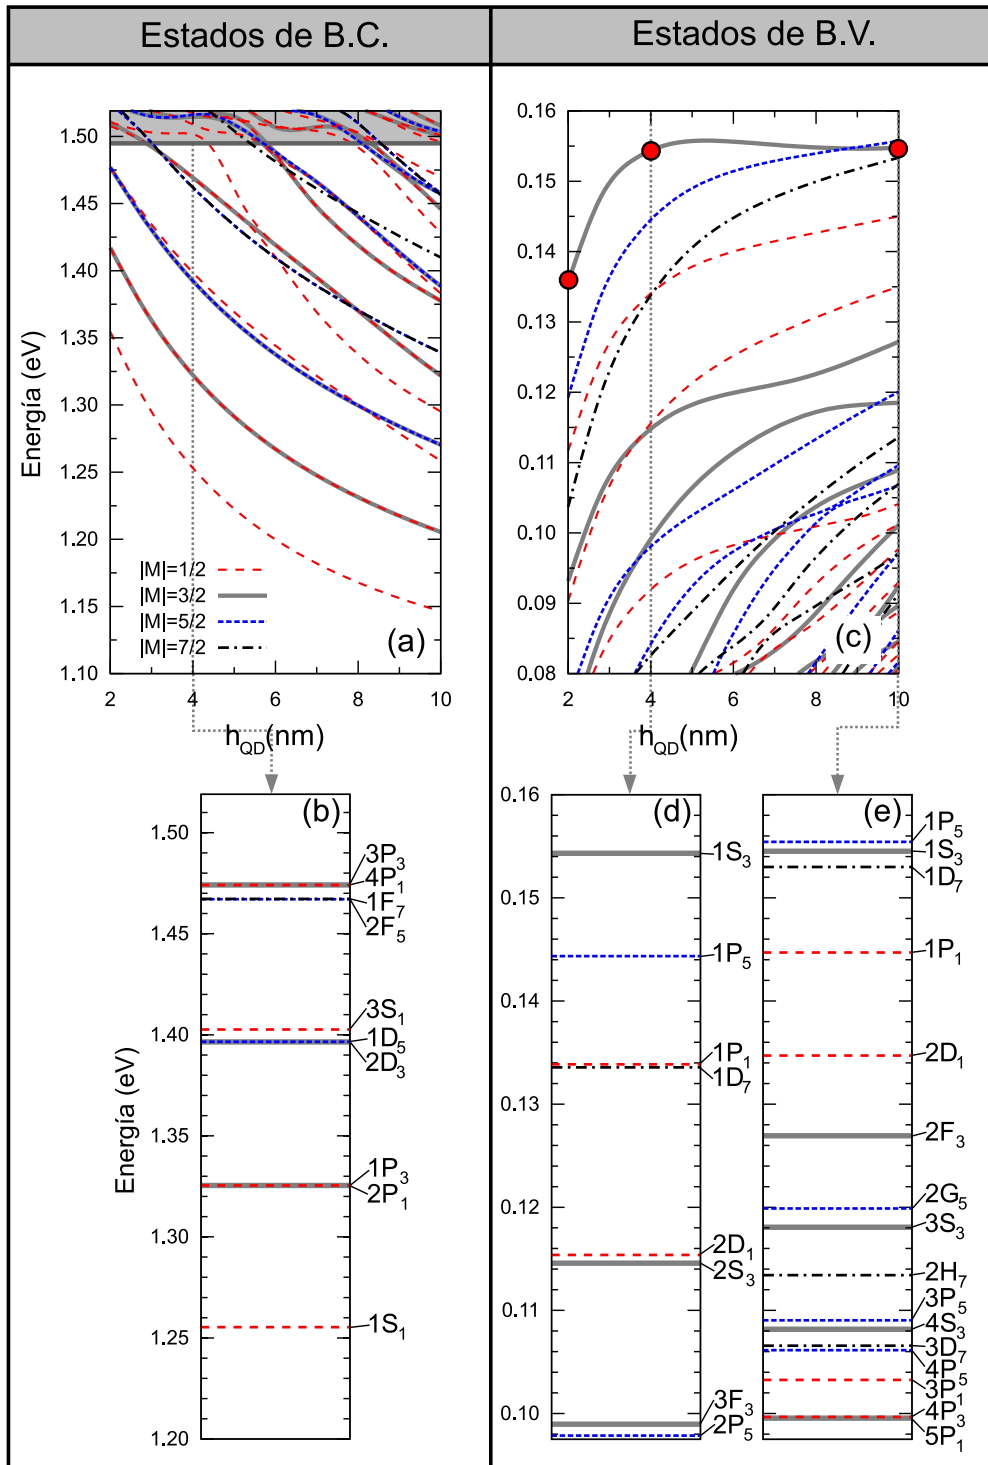 Estados de B.C.
Estados de B.V.
Energía (eV)
1.50
1.45
1.40
1.35
1.30
1.25
1.20
1.15
1.10
|M|=1/2
|M|=3/2
|M|=5/2
|M|=7/2
(a)
2 4 6 8 10
h_QD(nm)
0.16
0.15
0.14
0.13
0.12
0.11
0.10
0.09
0.08
(c)
2 4 6 8 10
h_QD(nm)
Energía (eV)
1.50
1.45
1.40
1.35
1.30
1.25
1.20
(b)
3P_3
4P_1
1F_7
2F_5
3S_1
1D_5
2D_3
1P_3
2P_1
1S_1
0.16
0.15
0.14
0.13
0.12
0.11
0.10
(d)
1S_3
1P_5
1P_1
1D_7
2D_1
2S_3
3F_3
2P_5
(e)
1P_5
1S_3
1D_7
1P_1
2D_1
2F_3
2G_5
3S_3
2H_7
3P_5
4S_3
3D_7
4P_5
3P_1
4P_3
5P_1